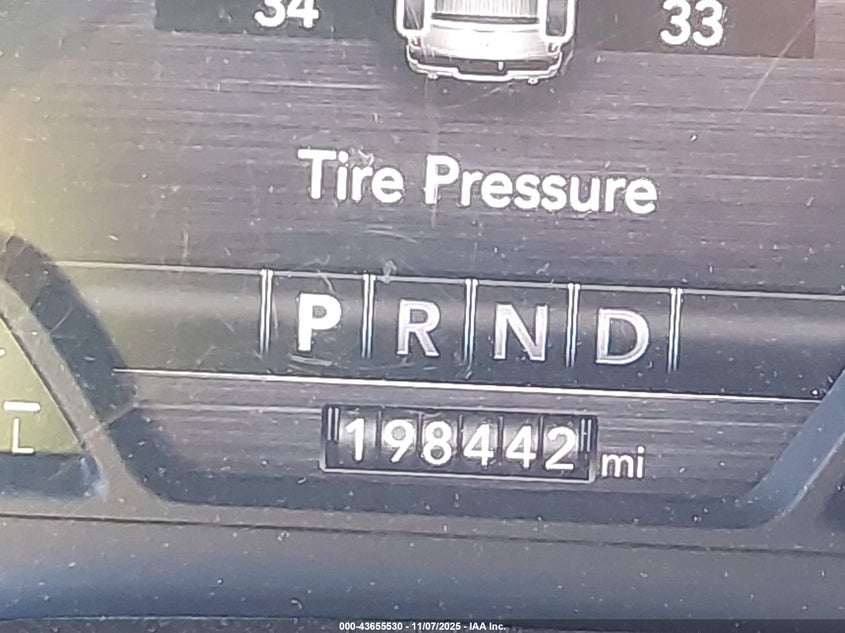 34 33
Tire Pressure
P R N D
198442 mi
L
000-43655530 - 11/07/2025 - IAA Inc.